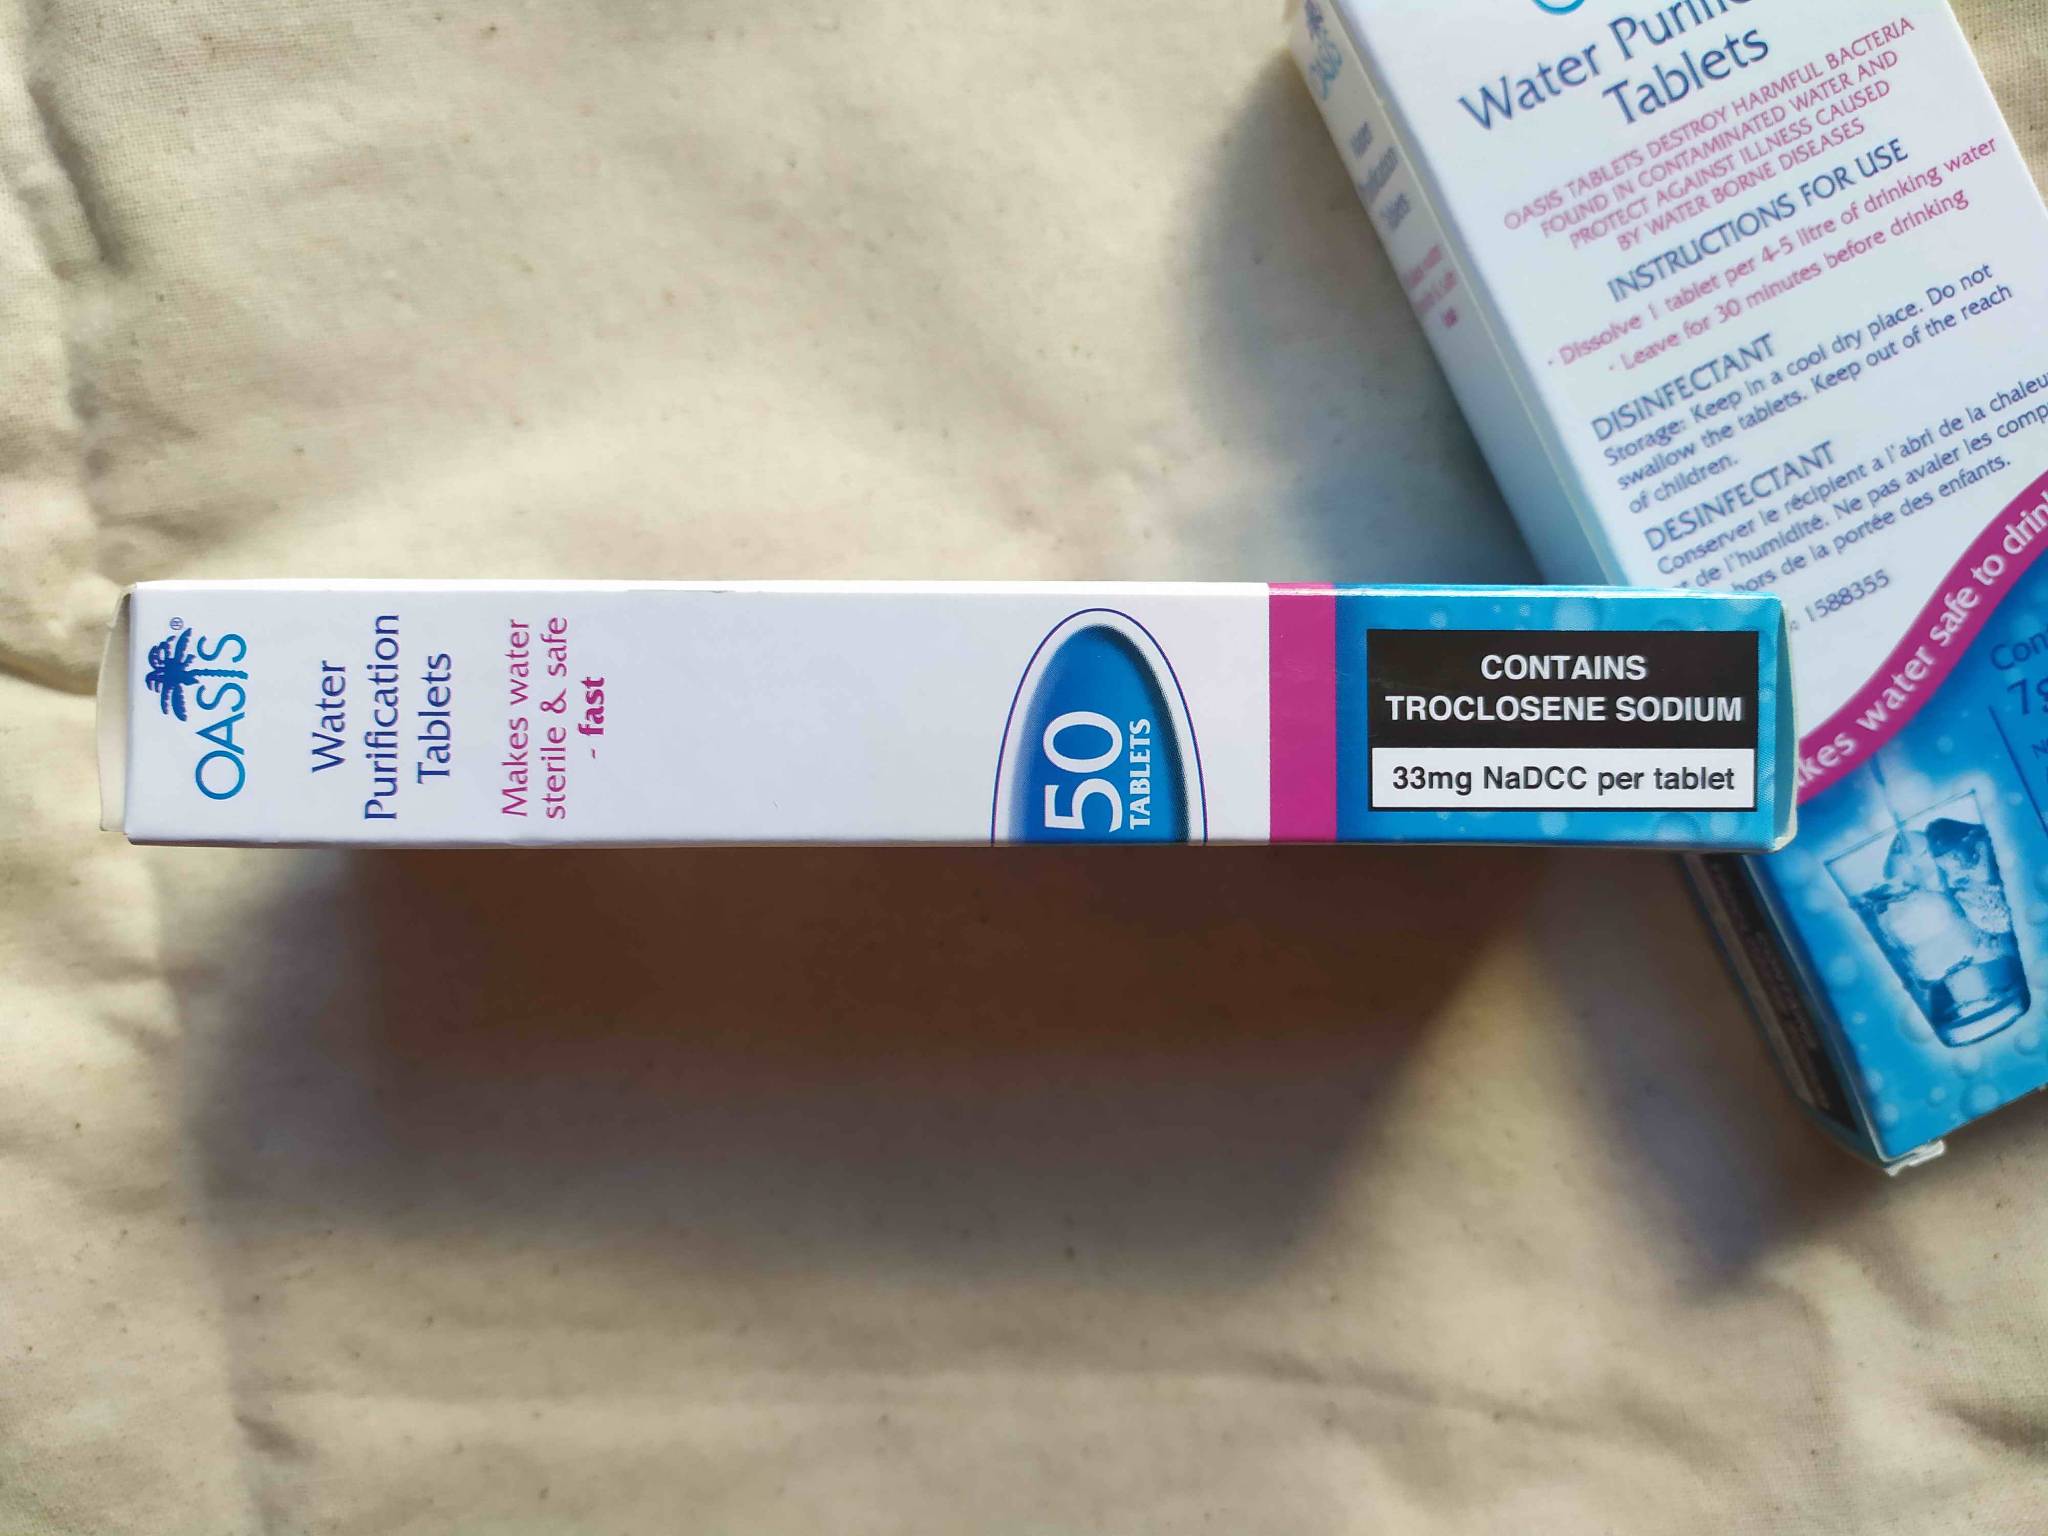 OASIS®
Water
Purification
Tablets
Makes water
sterile & safe
- fast
50
TABLETS
CONTAINS
TROCLOSENE SODIUM
33mg NaDCC per tablet
OASIS
Water
Tablets
Water
Tablets
OASIS TABLETS DESTROY HARMFUL BACTERIA
FOUND IN CONTAMINATED WATER AND
PROTECT AGAINST ILLNESS CAUSED
BY WATER BORNE DISEASES
INSTRUCTIONS FOR USE
· Dissolve 1 tablet per 4-5 litre of drinking water
· Leave for 30 minutes before drinking
DISINFECTANT
Storage: Keep in a cool dry place. Do not
swallow the tablets. Keep out of the reach
of children.
DESINFECTANT
Conserver le récipient a l'abri de la chaleu
de l'humidité. Ne pas avaler les comp
hors de la portée des enfants.
1588355
kes water safe to drin
Con